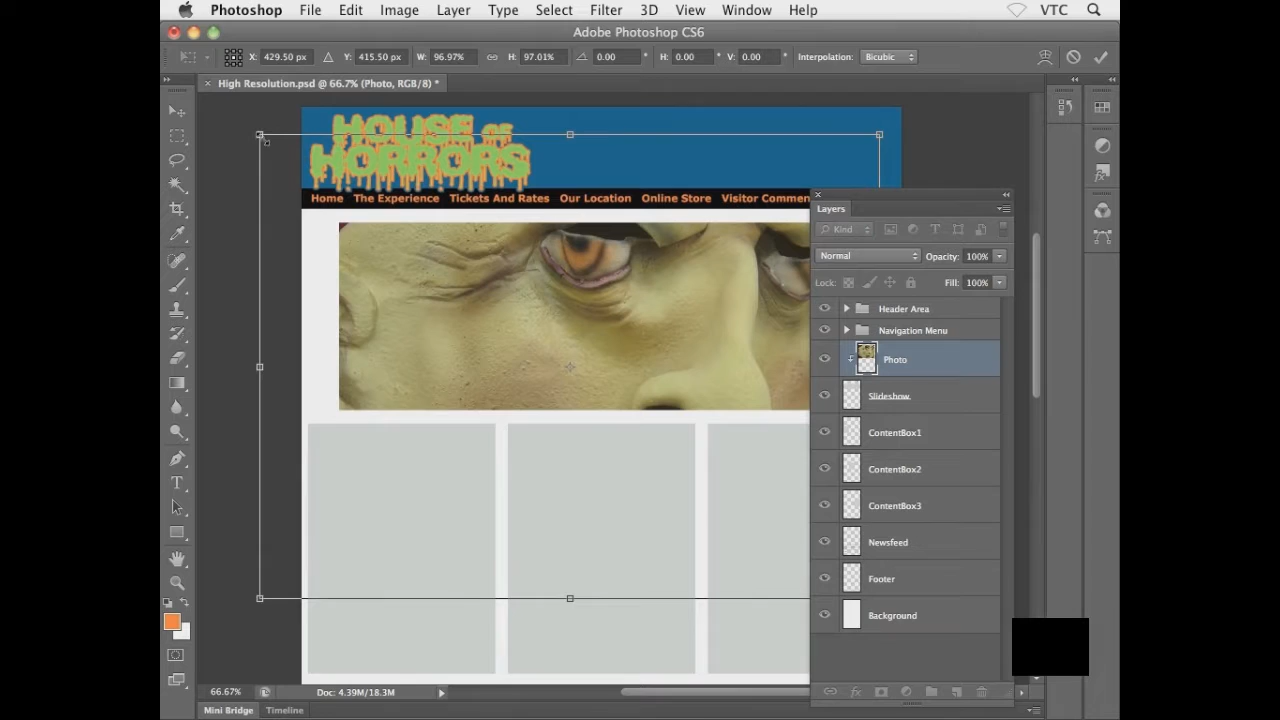 Photoshop File Edit Image Layer Type Select Filter 3D View Window Help VTC
Adobe Photoshop CS6
X: 429.50 px Y: 415.50 px W: 96.97% H: 97.01% 0.00 ° H: 0.00 ° V: 0.00 ° Interpolation: Bicubic
× High Resolution.psd @ 66.7% (Photo, RGB/8) *
HOUSE OF
HORRORS
Home The Experience Tickets And Rates Our Location Online Store Visitor Commen
Layers
Kind
Normal Opacity: 100%
Lock: Fill: 100%
Header Area
Navigation Menu
Photo
Slideshow
ContentBox1
ContentBox2
ContentBox3
Newsfeed
Footer
Background
66.67% Doc: 4.39M/18.3M
Mini Bridge Timeline